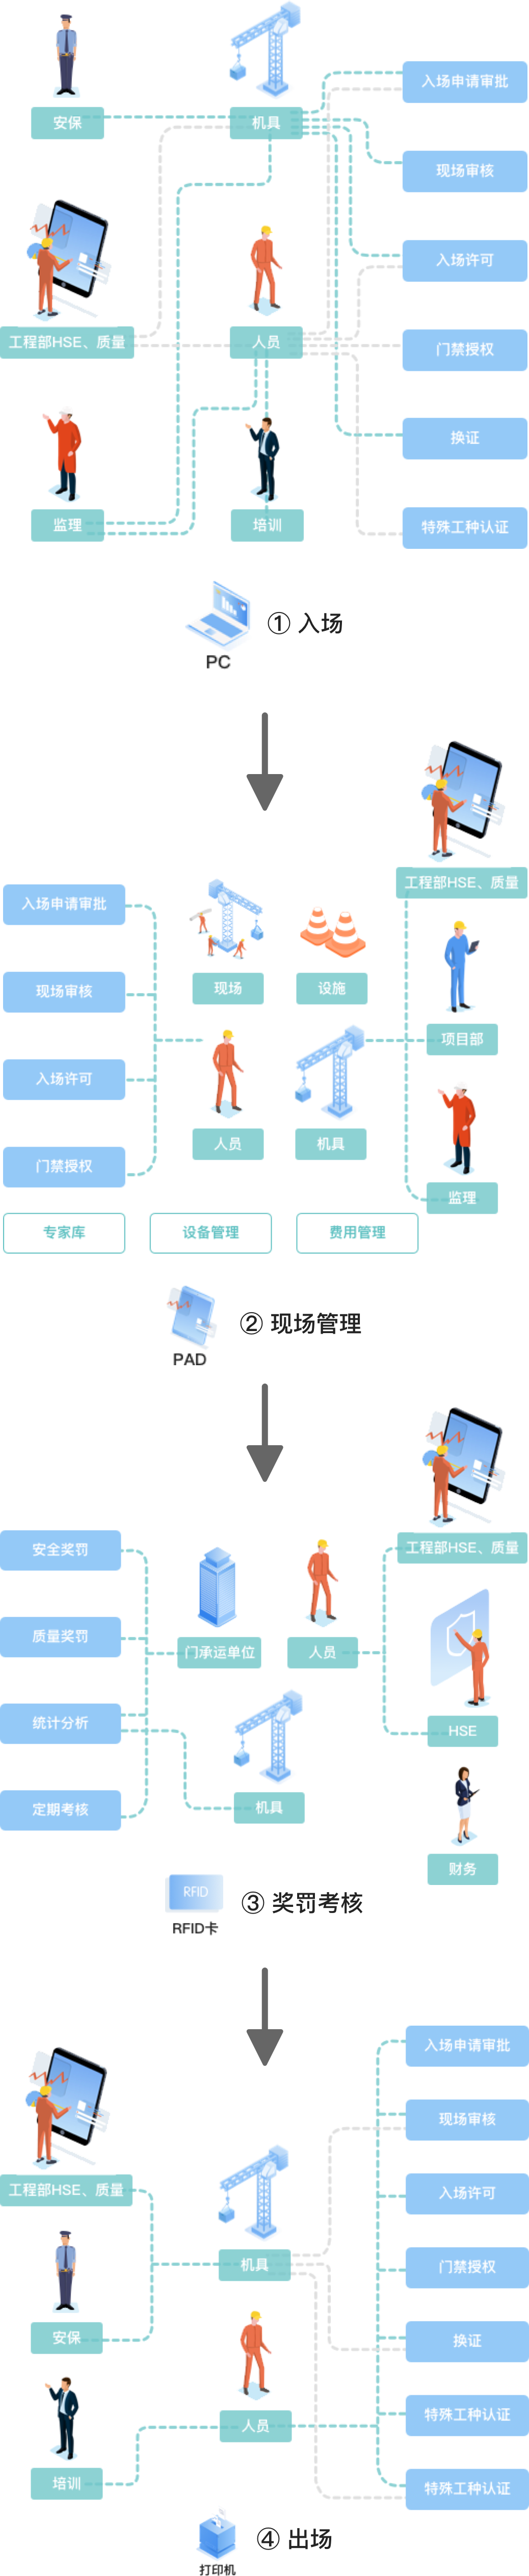 安保
机具
入场申请审批
现场审核
入场许可
工程部HSE、质量
人员
门禁授权
换证
监理
培训
特殊工种认证
① 入场
PC
工程部HSE、质量
入场申请审批
现场审核
现场
设施
项目部
入场许可
人员
机具
门禁授权
监理
专家库
设备管理
费用管理
② 现场管理
PAD
工程部HSE、质量
安全奖罚
质量奖罚
门承运单位
人员
统计分析
HSE
定期考核
机具
财务
RFID
③ 奖罚考核
RFID卡
入场申请审批
现场审核
工程部HSE、质量
入场许可
机具
门禁授权
安保
换证
人员
特殊工种认证
培训
特殊工种认证
④ 出场
打印机